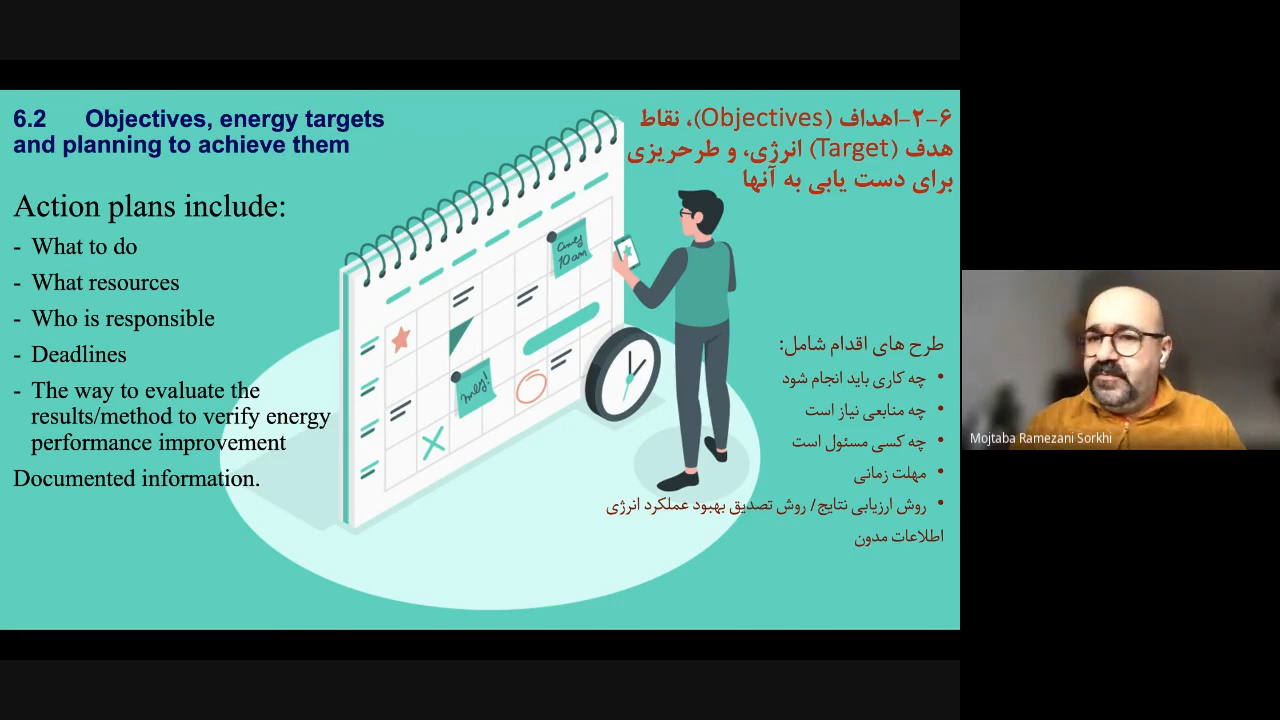 6.2 Objectives, energy targets
and planning to achieve them
Action plans include:
- What to do
- What resources
- Who is responsible
- Deadlines
- The way to evaluate the
results/method to verify energy
performance improvement
Documented information.
۶-۲-اهداف (Objectives)، نقاط
هدف (Target) انرژی، و طرحریزی
برای دست یابی به آنها
10am
طرح های اقدام شامل:
• چه کاری باید انجام شود
• چه منابعی نیاز است
• چه کسی مسئول است
• مهلت زمانی
• روش ارزیابی نتایج/ روش تصدیق بهبود عملکرد انرژی
اطلاعات مدون
Mojtaba Ramezani Sorkhi